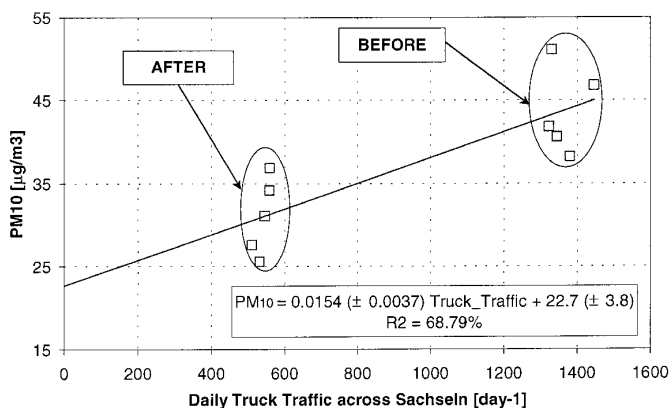 55
45
35
25
15
PM10 [µg/m3]
BEFORE
AFTER
PM10 = 0.0154 (± 0.0037) Truck_Traffic + 22.7 (± 3.8)
R2 = 68.79%
0 200 400 600 800 1000 1200 1400 1600
Daily Truck Traffic across Sachseln [day-1]